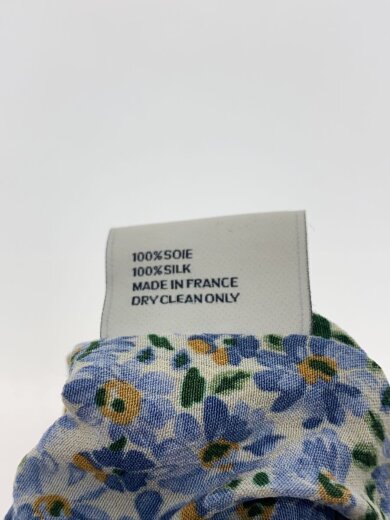 100%SOIE
100%SILK
MADE IN FRANCE
DRY CLEAN ONLY